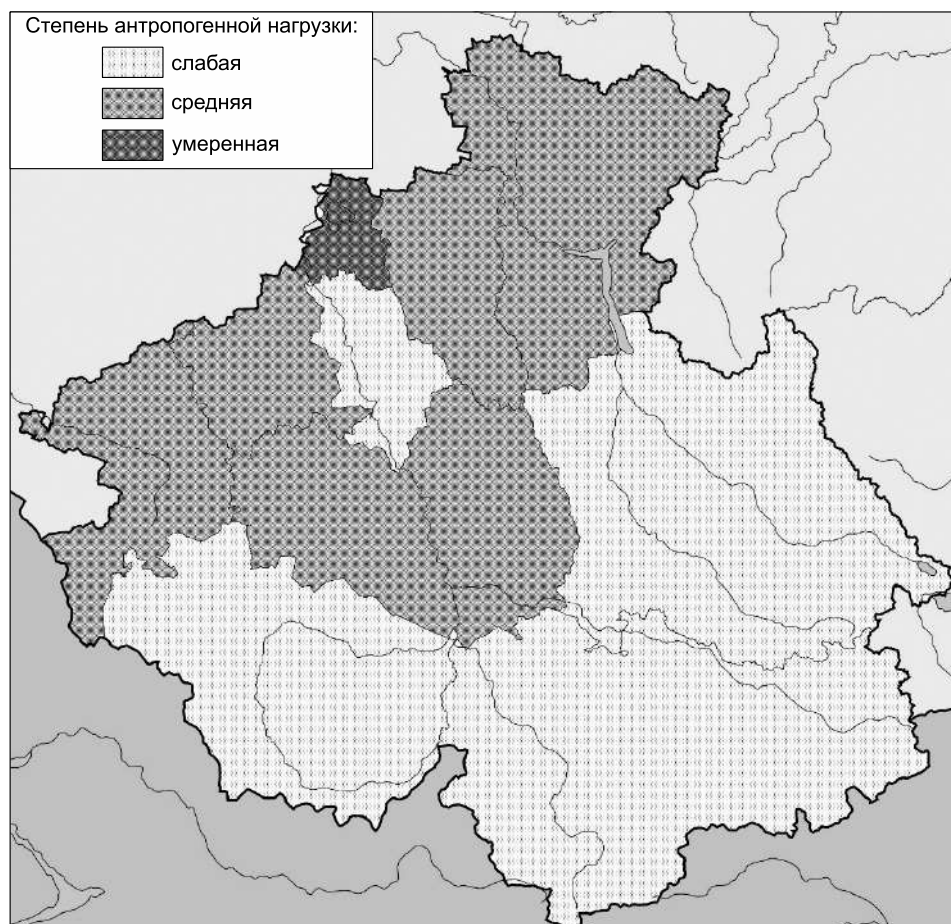 Степень антропогенной нагрузки:
слабая
средняя
умеренная